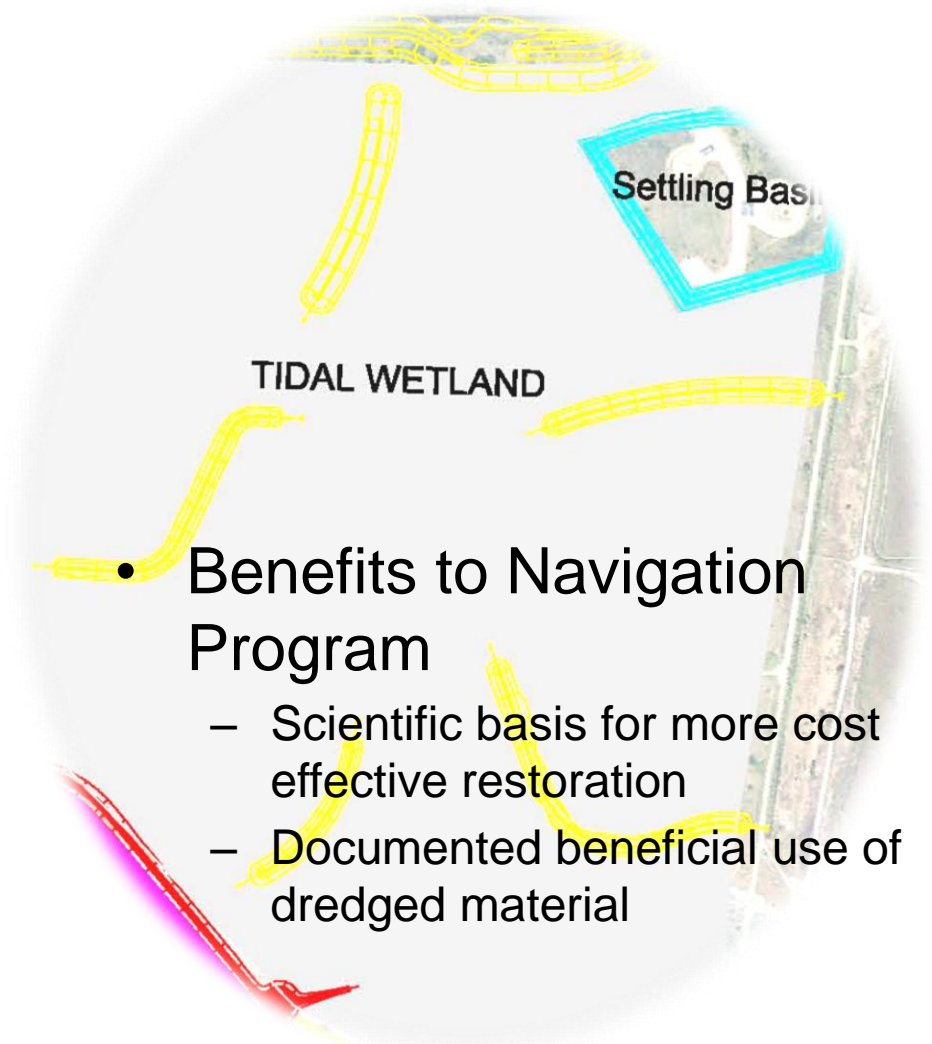 Settling
TIDAL WETLAND
• Benefits to Navigation
Program
– Scientific basis for more cost
effective restoration
– Documented beneficial use of
dredged material